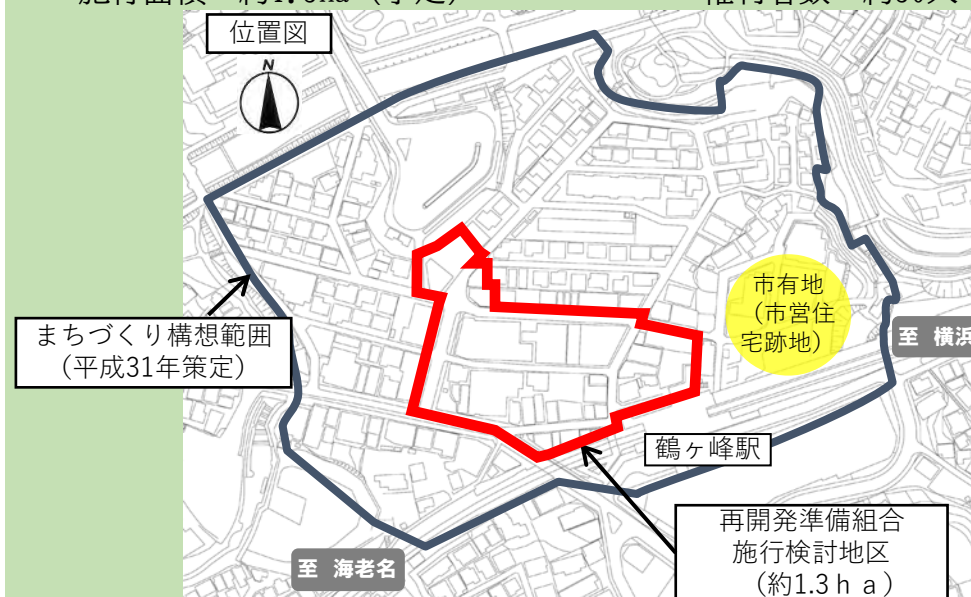 位置図
N
市有地
（市営住
宅跡地）
至 横浜
まちづくり構想範囲
（平成31年策定）
鶴ヶ峰駅
再開発準備組合
施行検討地区
（約1.3ｈａ）
至 海老名